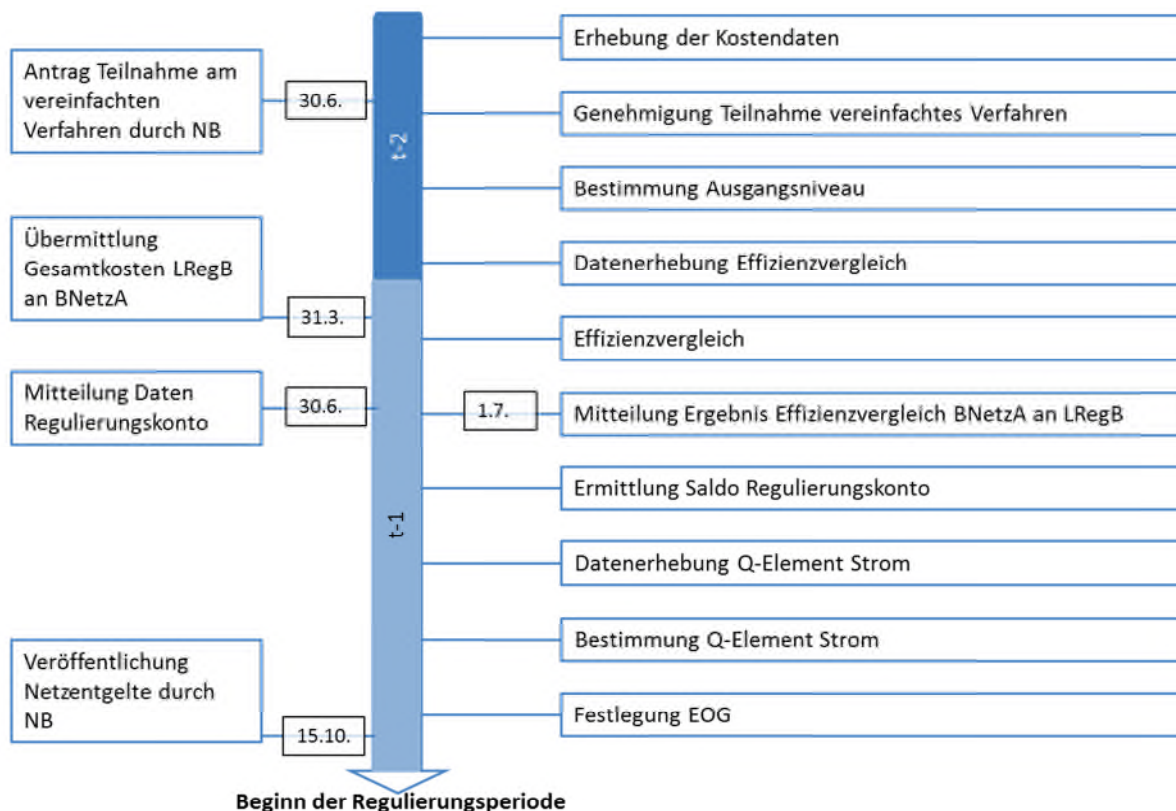 Erhebung der Kostendaten
Antrag Teilnahme am
vereinfachten
Verfahren durch NB
30.6.
Genehmigung Teilnahme vereinfachtes Verfahren
t-2
Bestimmung Ausgangsniveau
Übermittlung
Gesamtkosten LRegB
an BNetzA
Datenerhebung Effizienzvergleich
31.3.
Effizienzvergleich
Mitteilung Daten
Regulierungskonto
30.6.
1.7.
Mitteilung Ergebnis Effizienzvergleich BNetzA an LRegB
Ermittlung Saldo Regulierungskonto
t-1
Datenerhebung Q-Element Strom
Bestimmung Q-Element Strom
Veröffentlichung
Netzentgelte durch
NB
Festlegung EOG
15.10.
Beginn der Regulierungsperiode